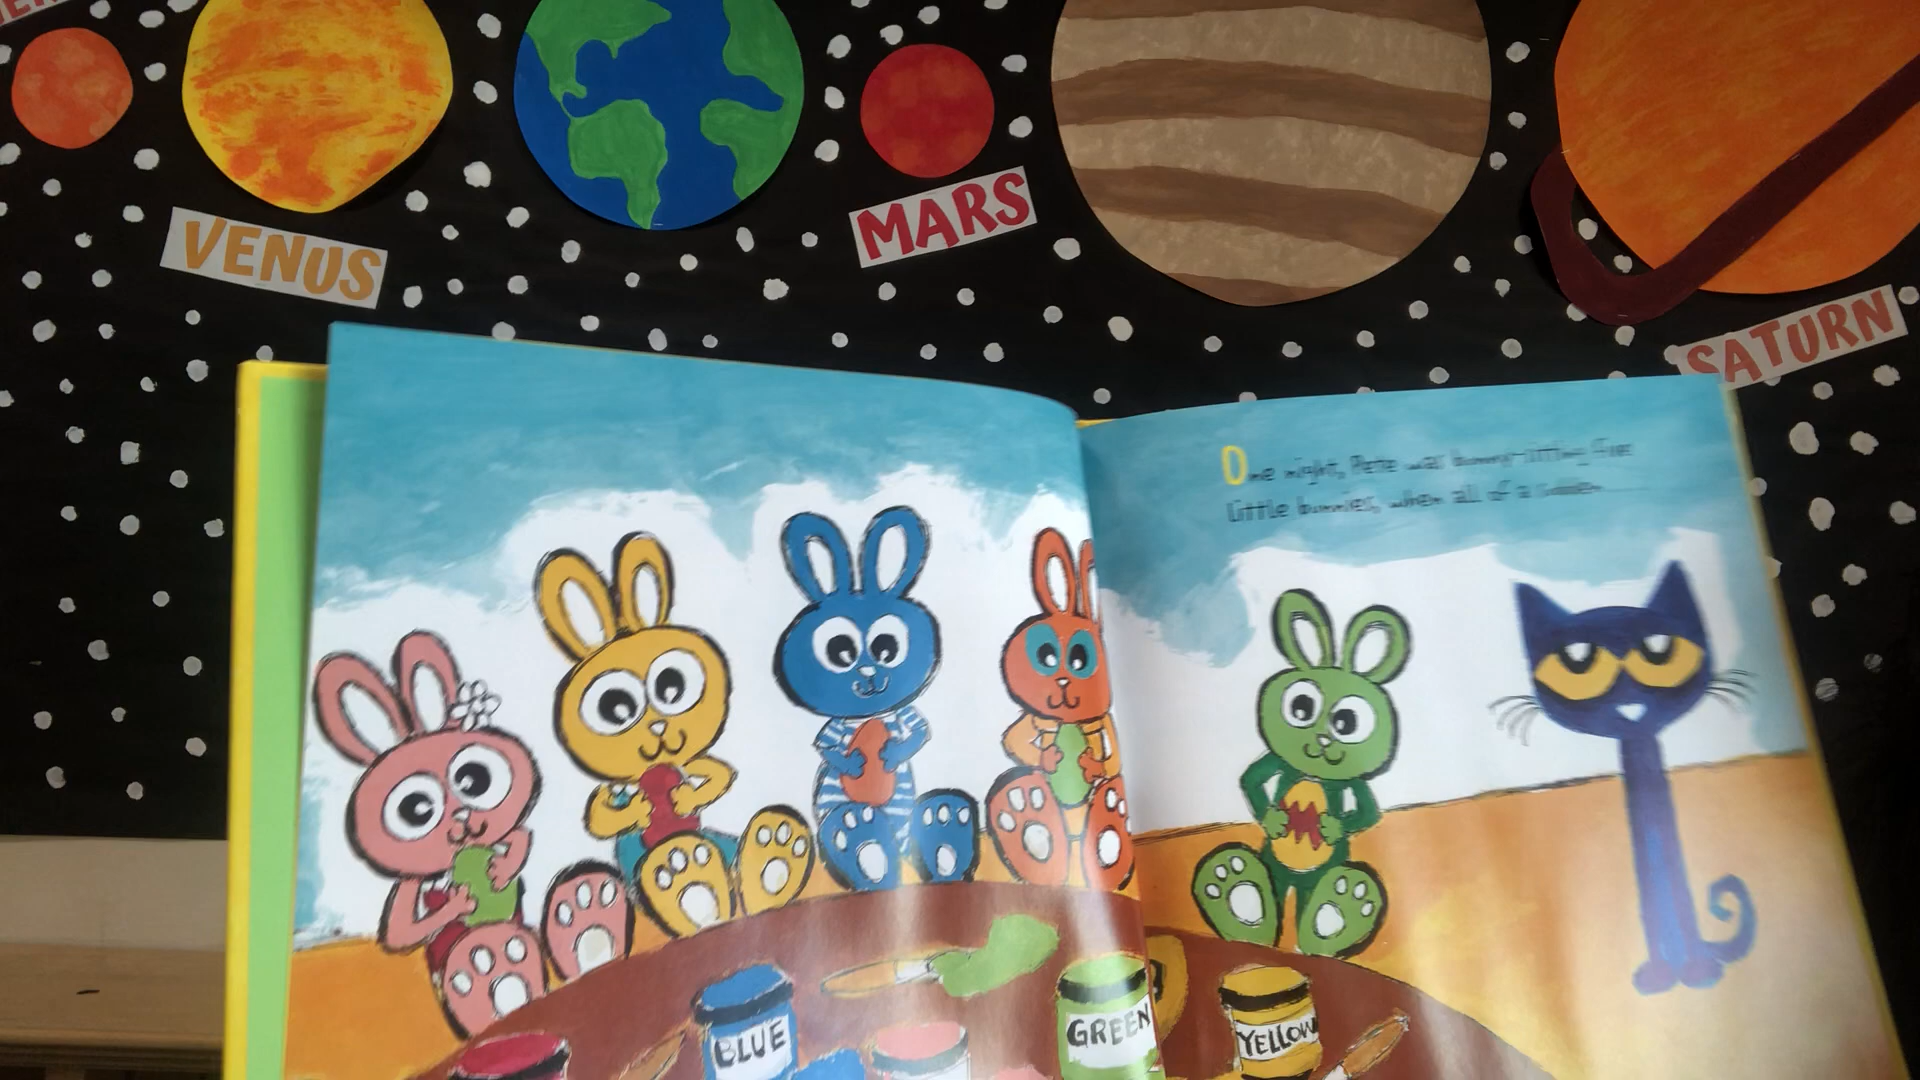 VENUS
MARS
SATURN
One night, Pete was bunny-sitting five
little bunnies, when all of a sudden
BLUE
GREEN
YELLOW